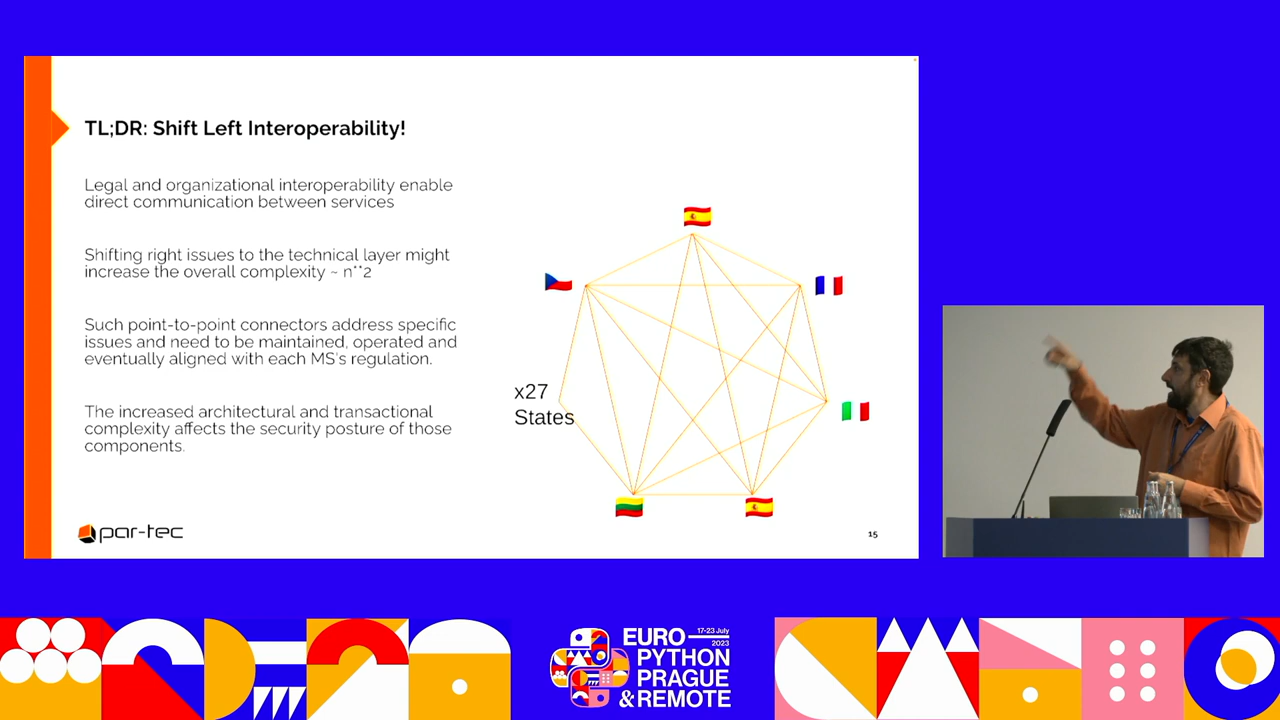 TL;DR: Shift Left Interoperability!
Legal and organizational interoperability enable
direct communication between services
Shifting right issues to the technical layer might
increase the overall complexity ~ n**2
Such point-to-point connectors address specific
issues and need to be maintained, operated and
eventually aligned with each MS's regulation.
The increased architectural and transactional
complexity affects the security posture of those
components.
x27
States
par-tec
15
17-23 July
2023
EURO
PYTHON
PRAGUE
& REMOTE